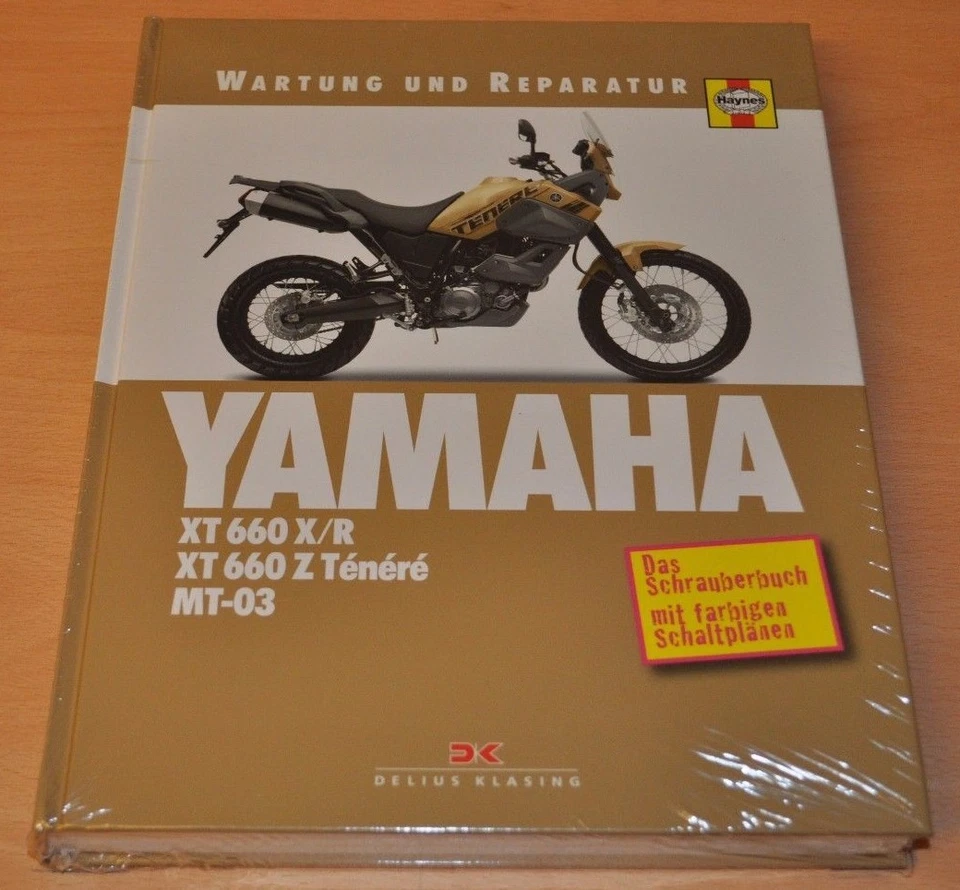 WARTUNG UND REPARATUR
Haynes
TENERE
YAMAHA
XT 660 X/R
XT 660 Z Ténéré
MT-03
Das
Schrauberbuch
mit farbigen
Schaltplänen
DK
DELIUS KLASING